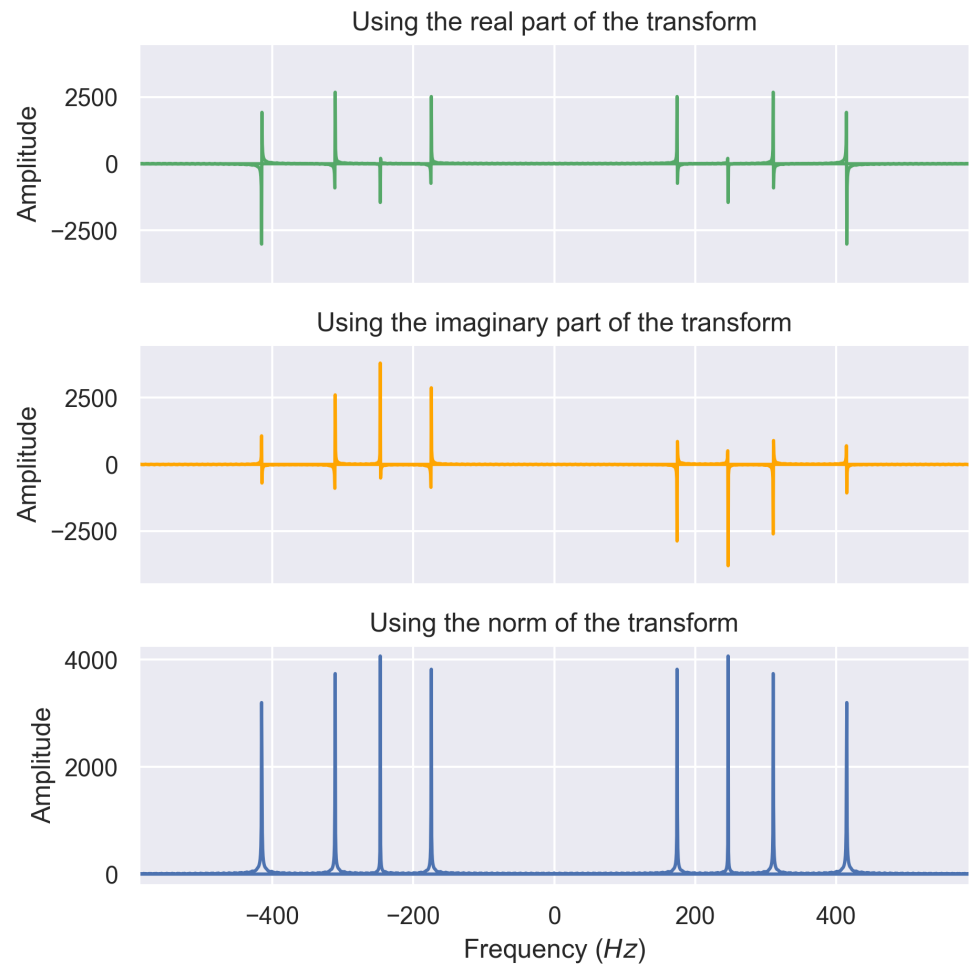 Using the real part of the transform
Amplitude
2500
0
−2500
Using the imaginary part of the transform
Amplitude
2500
0
−2500
Using the norm of the transform
Amplitude
4000
2000
0
−400 −200 0 200 400
Frequency (Hz)